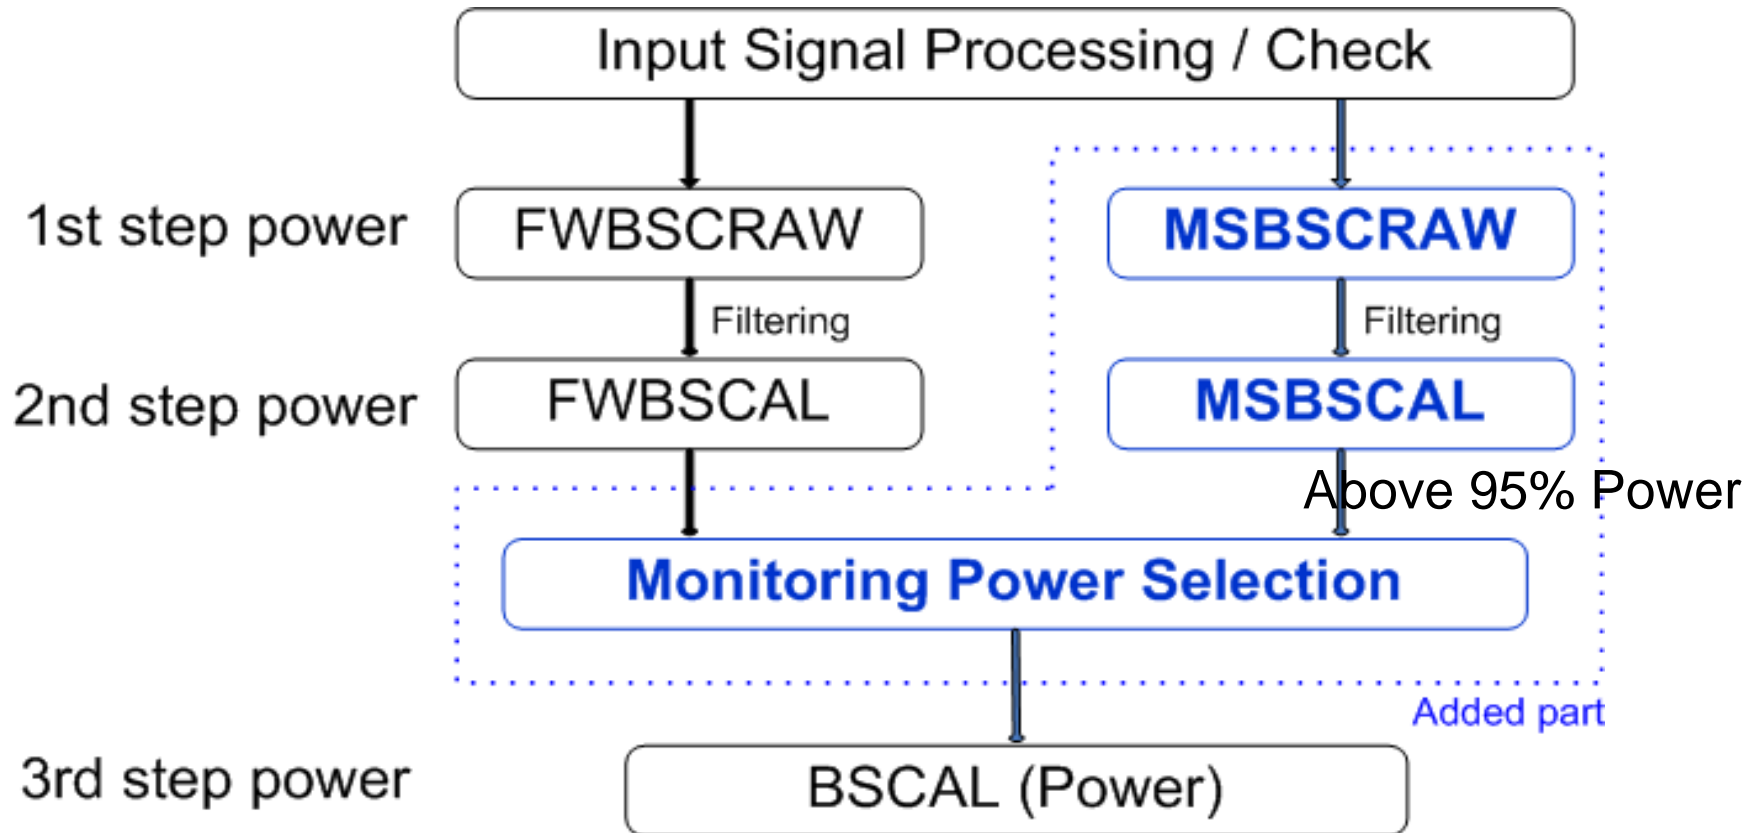 Input Signal Processing / Check
1st step power
FWBSCRAW
MSBSCRAW
Filtering
Filtering
2nd step power
FWBSCAL
MSBSCAL
Above 95% Power
Monitoring Power Selection
Added part
3rd step power
BSCAL (Power)